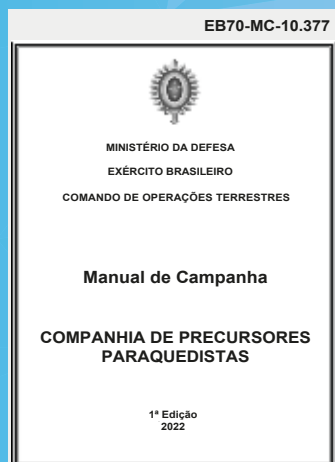 EB70-MC-10.377
MINISTÉRIO DA DEFESA
EXÉRCITO BRASILEIRO
COMANDO DE OPERAÇÕES TERRESTRES
Manual de Campanha
COMPANHIA DE PRECURSORES
PARAQUEDISTAS
1ª Edição
2022